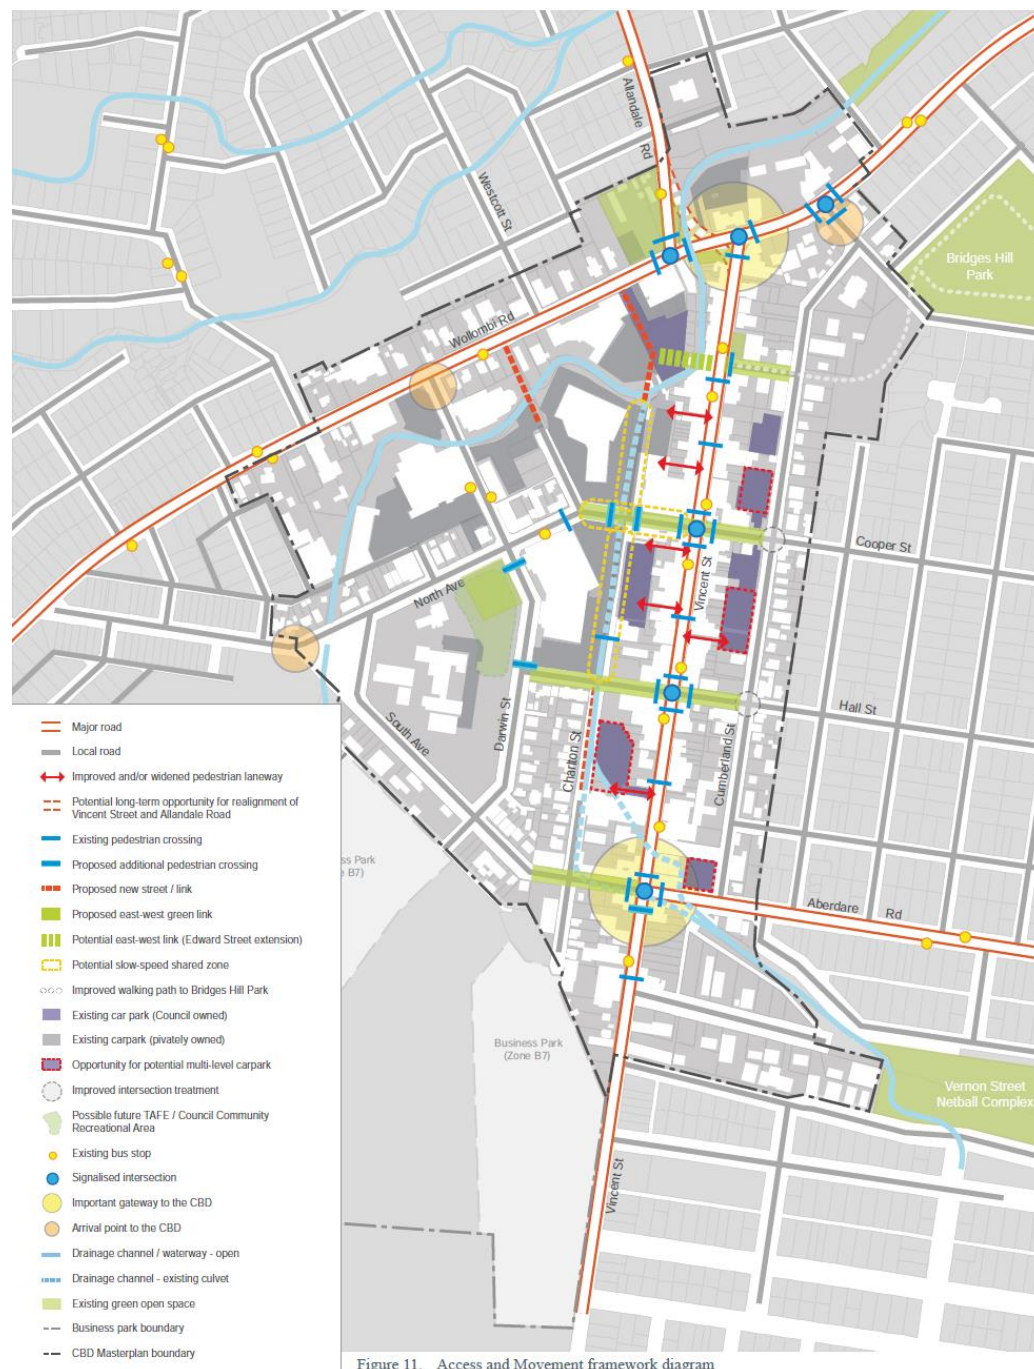 Allandale
Rd
Westcott St
Bridges Hill
Park
Wollombi Rd
Cooper St
Vincent St
North Ave
Hall St
South Ave
Darwin St
Charlton St
Cumberland St
ss Park
e B7)
Aberdare Rd
Business Park
(Zone B7)
Vernon Street
Netball Complex
Vincent St
Major road
Local road
Improved and/or widened pedestrian laneway
Potential long-term opportunity for realignment of
Vincent Street and Allandale Road
Existing pedestrian crossing
Proposed additional pedestrian crossing
Proposed new street / link
Proposed east-west green link
Potential east-west link (Edward Street extension)
Potential slow-speed shared zone
Improved walking path to Bridges Hill Park
Existing car park (Council owned)
Existing carpark (pivately owned)
Opportunity for potential multi-level carpark
Improved intersection treatment
Possible future TAFE / Council Community
Recreational Area
Existing bus stop
Signalised intersection
Important gateway to the CBD
Arrival point to the CBD
Drainage channel / waterway - open
Drainage channel - existing culvet
Existing green open space
Business park boundary
CBD Masterplan boundary
Figure 11. Access and Movement framework diagram